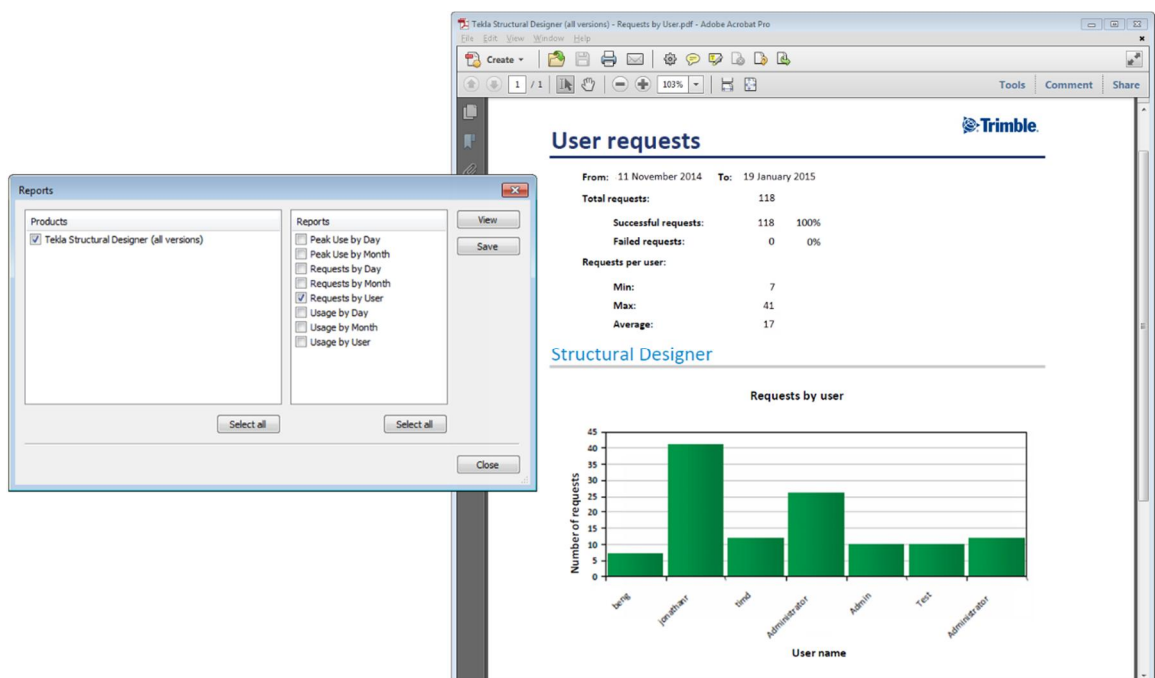 Tekla Structural Designer (all versions) - Requests by User.pdf - Adobe Acrobat Pro
File Edit View Window Help
Create
1 / 1 103% Tools Comment Share
Trimble.
User requests
From: 11 November 2014 To: 19 January 2015
Total requests: 118
Successful requests: 118 100%
Failed requests: 0 0%
Requests per user:
Min: 7
Max: 41
Average: 17
Structural Designer
Requests by user
Number of requests
45
40
35
30
25
20
15
10
5
0
beng
jonathanr
timd
Administrator
Admin
Test
Administrator
User name
Reports
Products
Tekla Structural Designer (all versions)
Select all
Reports
Peak Use by Day
Peak Use by Month
Requests by Day
Requests by Month
Requests by User
Usage by Day
Usage by Month
Usage by User
Select all
View
Save
Close